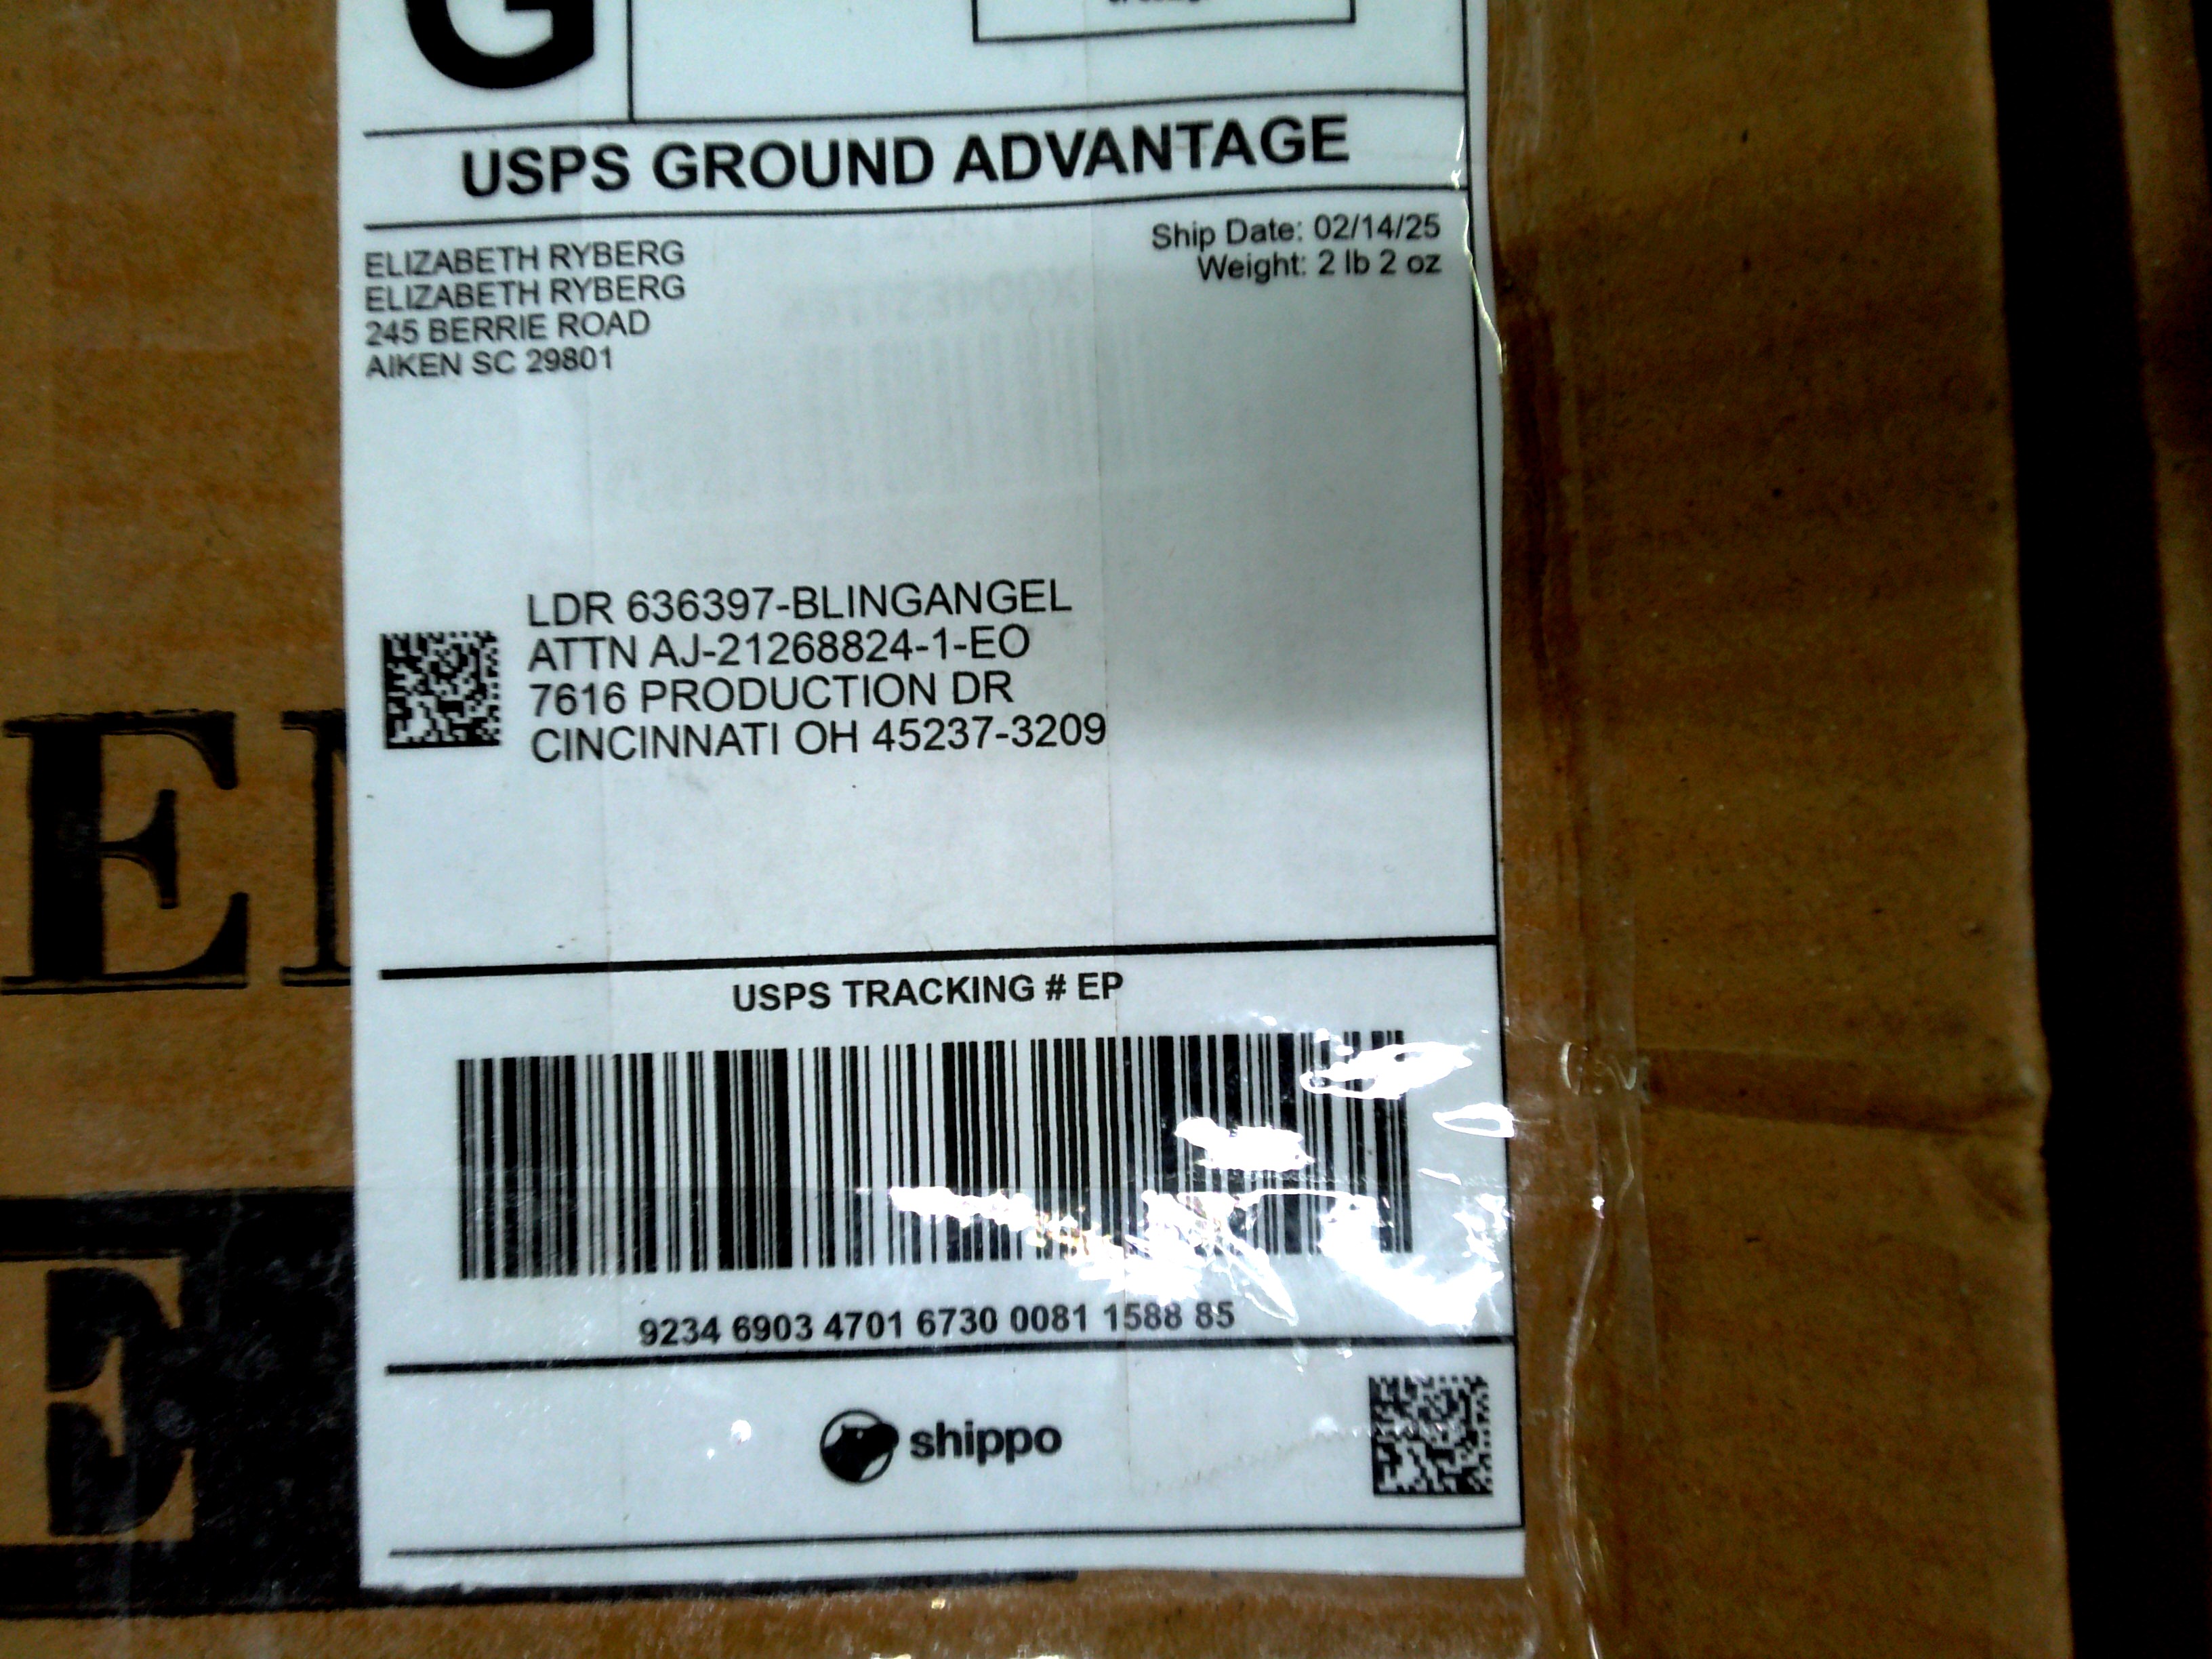 G
USPS GROUND ADVANTAGE
ELIZABETH RYBERG
ELIZABETH RYBERG
245 BERRIE ROAD
AIKEN SC 29801
Ship Date: 02/14/25
Weight: 2 lb 2 oz
LDR 636397-BLINGANGEL
ATTN AJ-21268824-1-EO
7616 PRODUCTION DR
CINCINNATI OH 45237-3209
USPS TRACKING # EP
9234 6903 4701 6730 0081 1588 85
shippo